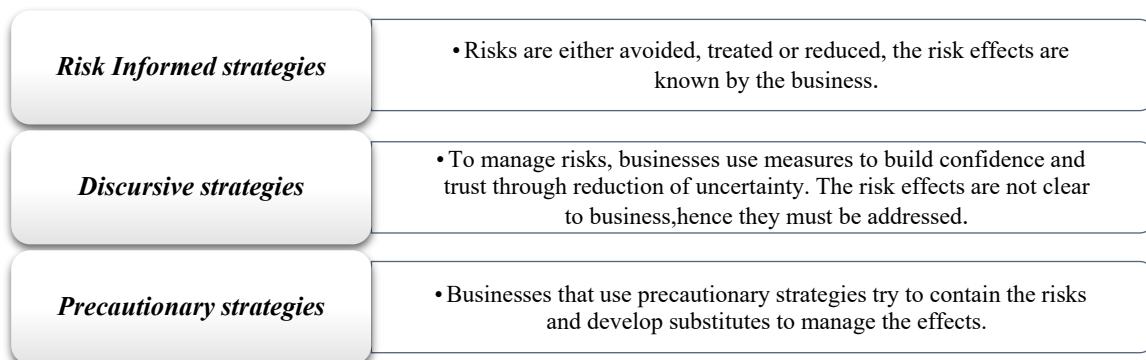 Risk Informed strategies
• Risks are either avoided, treated or reduced, the risk effects are
known by the business.
Discursive strategies
• To manage risks, businesses use measures to build confidence and
trust through reduction of uncertainty. The risk effects are not clear
to business,hence they must be addressed.
Precautionary strategies
• Businesses that use precautionary strategies try to contain the risks
and develop substitutes to manage the effects.